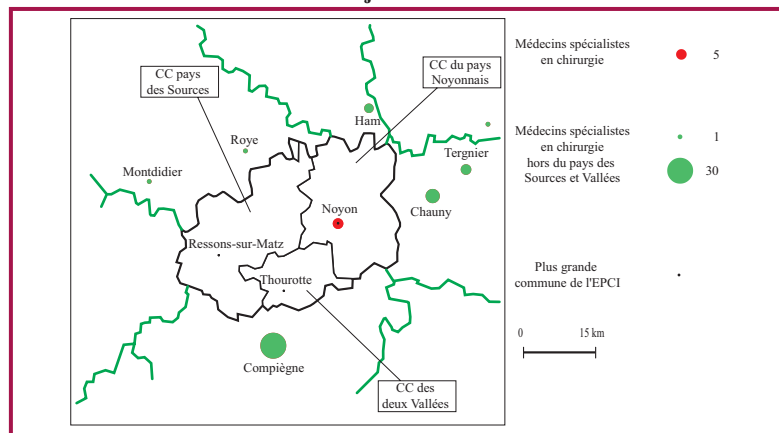 CC pays
des Sources
CC du pays
Noyonnais
Ham
Roye
Tergnier
Montdidier
Chauny
Noyon
Ressons-sur-Matz
Thourotte
Compiègne
CC des
deux Vallées
Médecins spécialistes
en chirurgie
5
Médecins spécialistes
en chirurgie
hors du pays des
Sources et Vallées
1
30
Plus grande
commune de l'EPCI
0 15 km